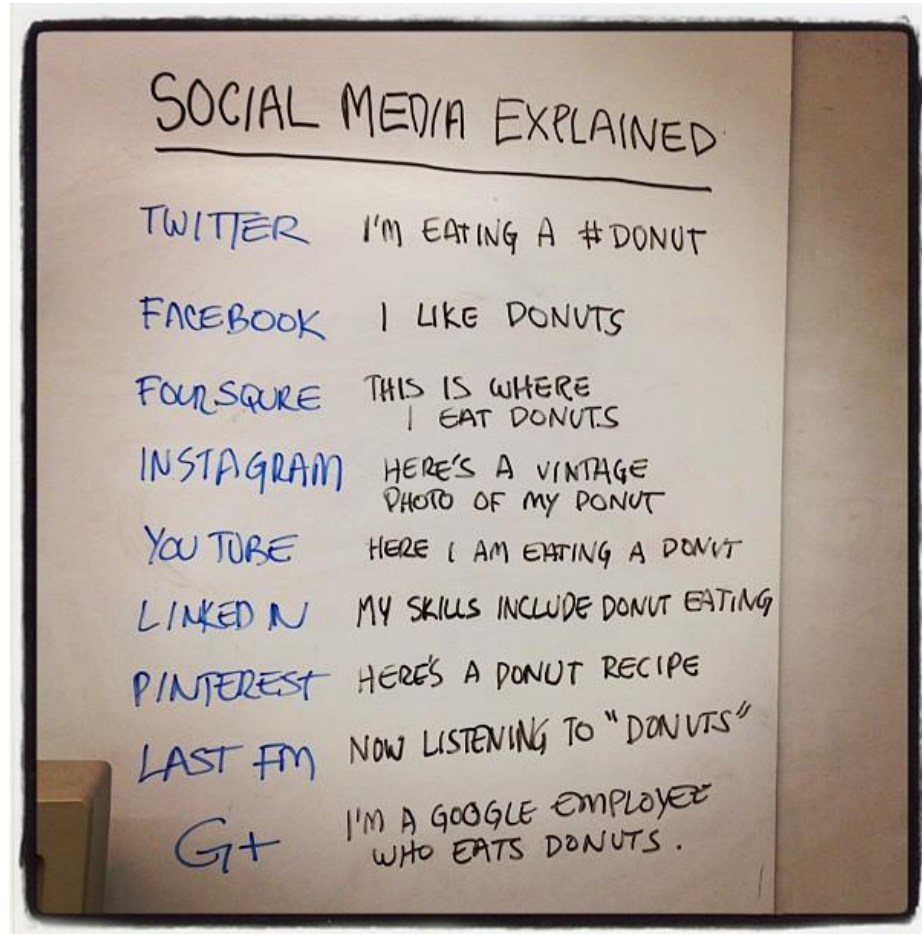 SOCIAL MEDIA EXPLAINED
TWITTER I'M EATING A #DONUT
FACEBOOK I LIKE DONUTS
FOURSQURE THIS IS WHERE
I EAT DONUTS
INSTAGRAM HERE'S A VINTAGE
PHOTO OF MY DONUT
YOU TUBE HERE I AM EATING A DONUT
LINKED IN MY SKILLS INCLUDE DONUT EATING
PINTEREST HERE'S A DONUT RECIPE
LAST FM NOW LISTENING TO "DONUTS"
G+ I'M A GOOGLE EMPLOYEE
WHO EATS DONUTS.